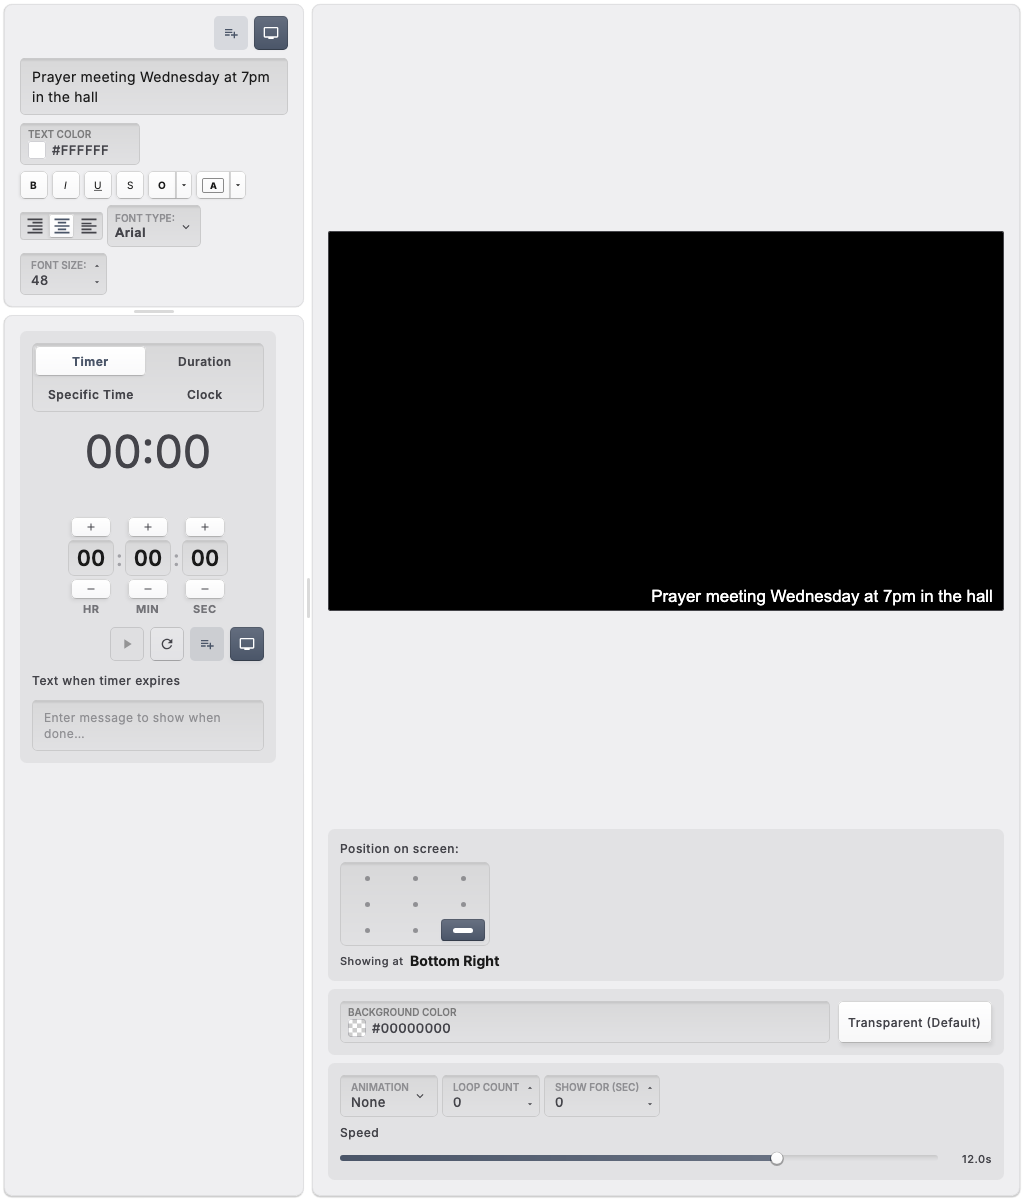 Prayer meeting Wednesday at 7pm
in the hall
TEXT COLOR
#FFFFFF
B I U S O A
FONT TYPE:
Arial
FONT SIZE:
48
Timer Duration
Specific Time Clock
00:00
+ + +
00 : 00 : 00
− − −
HR MIN SEC
Text when timer expires
Enter message to show when
done...
Prayer meeting Wednesday at 7pm in the hall
Position on screen:
Showing at Bottom Right
BACKGROUND COLOR
#00000000
Transparent (Default)
ANIMATION LOOP COUNT SHOW FOR (SEC)
None 0 0
Speed
12.0s